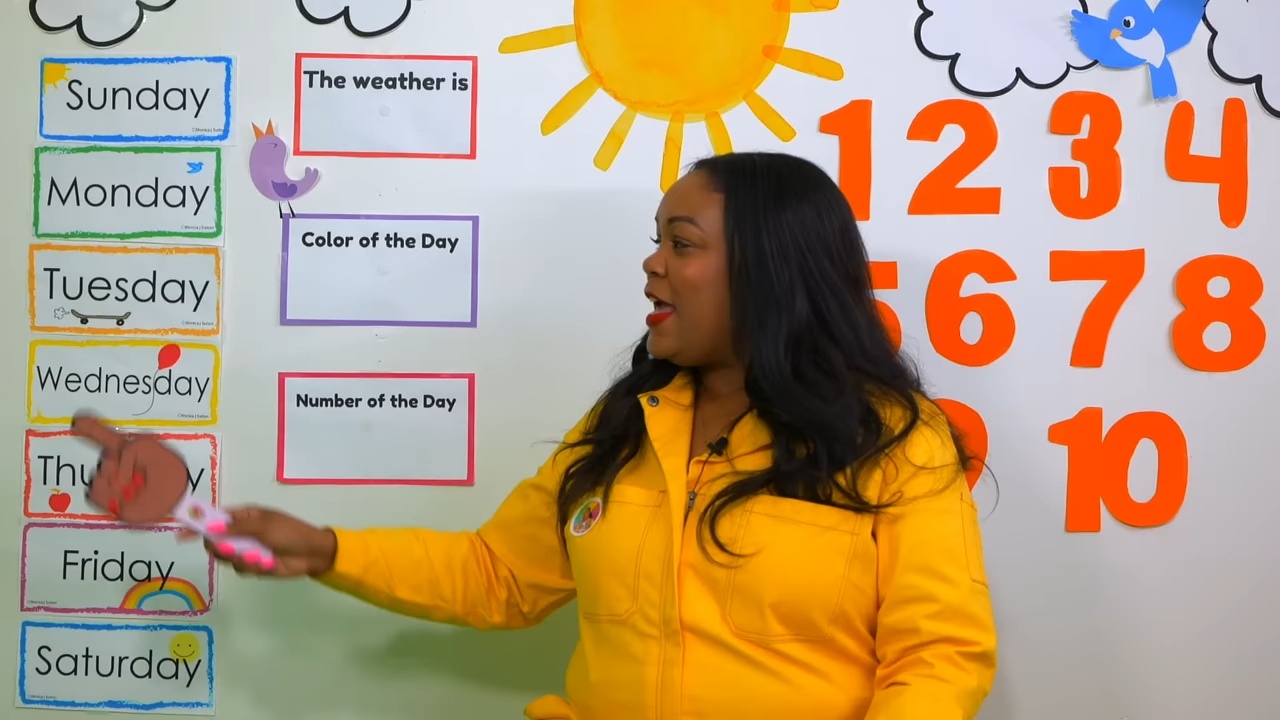 Sunday
Monday
Tuesday
Wednesday
Friday
Saturday
The weather is
Color of the Day
Number of the Day
1 2 3 4
6 7 8
10